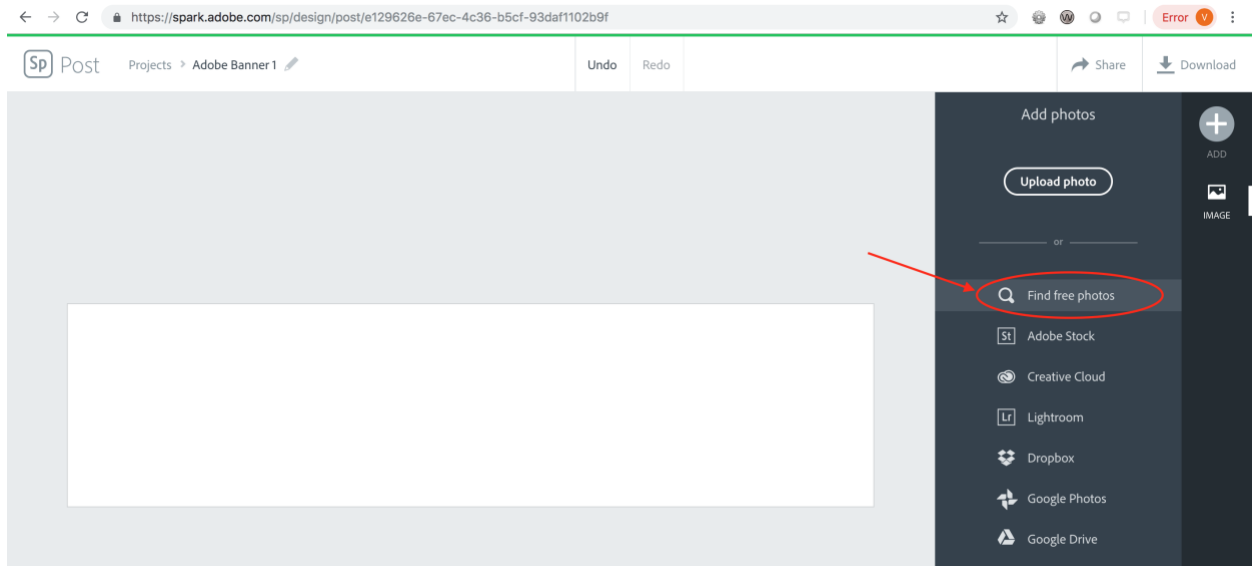 https://spark.adobe.com/sp/design/post/e129626e-67ec-4c36-b5cf-93daf1102b9f
Error V
Sp Post Projects > Adobe Banner 1 Undo Redo Share Download
Add photos
ADD
Upload photo
IMAGE
or
Find free photos
St Adobe Stock
Creative Cloud
Lr Lightroom
Dropbox
Google Photos
Google Drive